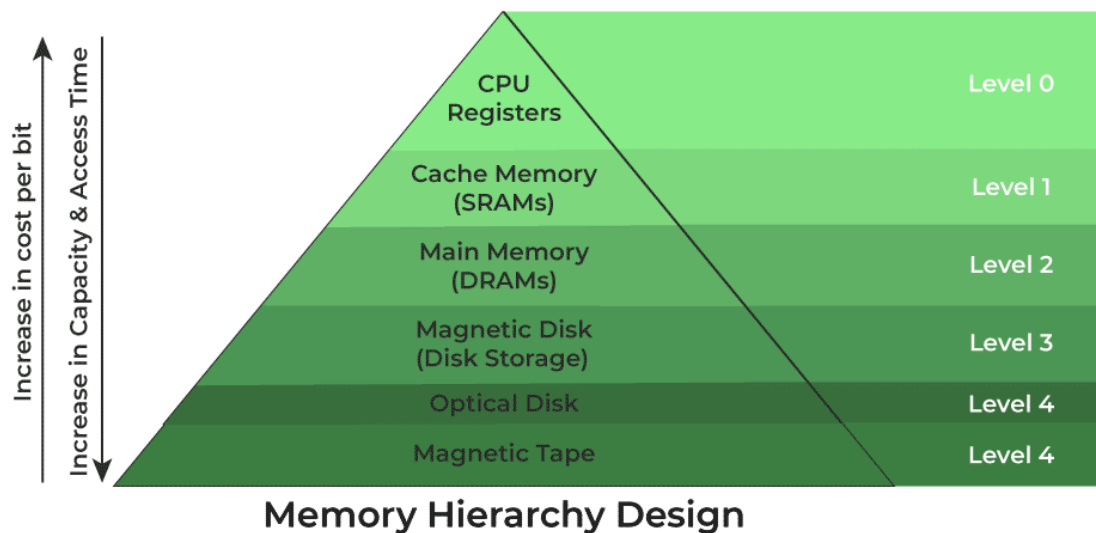 Increase in cost per bit
Increase in Capacity & Access Time
CPU
Registers
Level 0
Cache Memory
(SRAMs)
Level 1
Main Memory
(DRAMs)
Level 2
Magnetic Disk
(Disk Storage)
Level 3
Optical Disk
Level 4
Magnetic Tape
Level 4
Memory Hierarchy Design